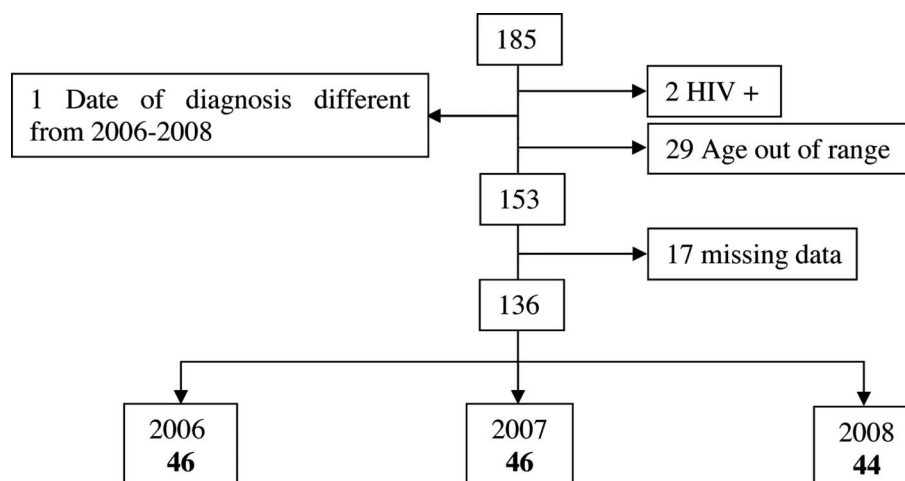 185
1 Date of diagnosis different
from 2006-2008
2 HIV +
29 Age out of range
153
17 missing data
136
2006
46
2007
46
2008
44